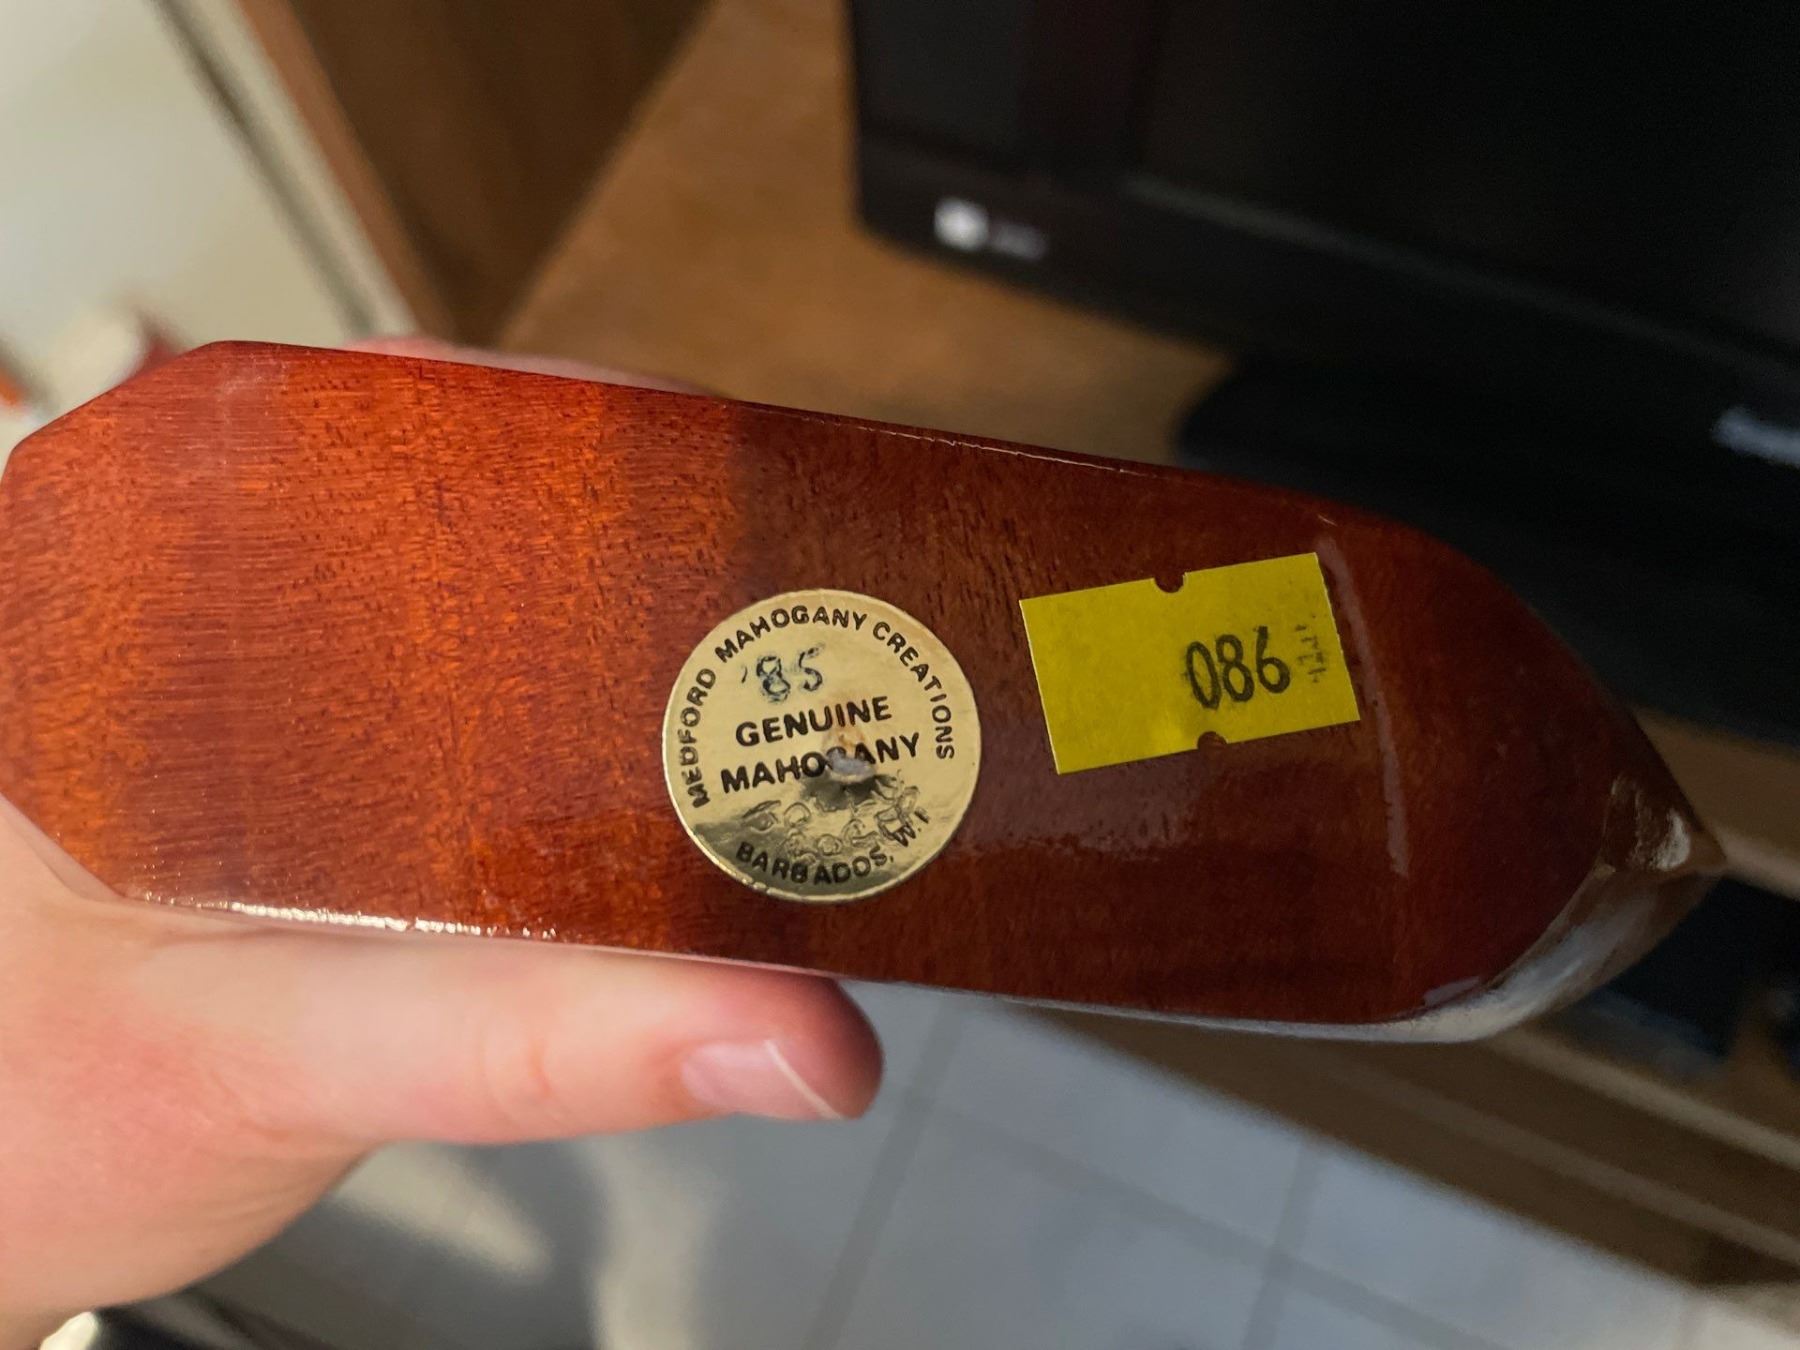 MEDFORD MAHOGANY CREATIONS
'85
GENUINE
MAHOGANY
BARBADOS, W.I.
086